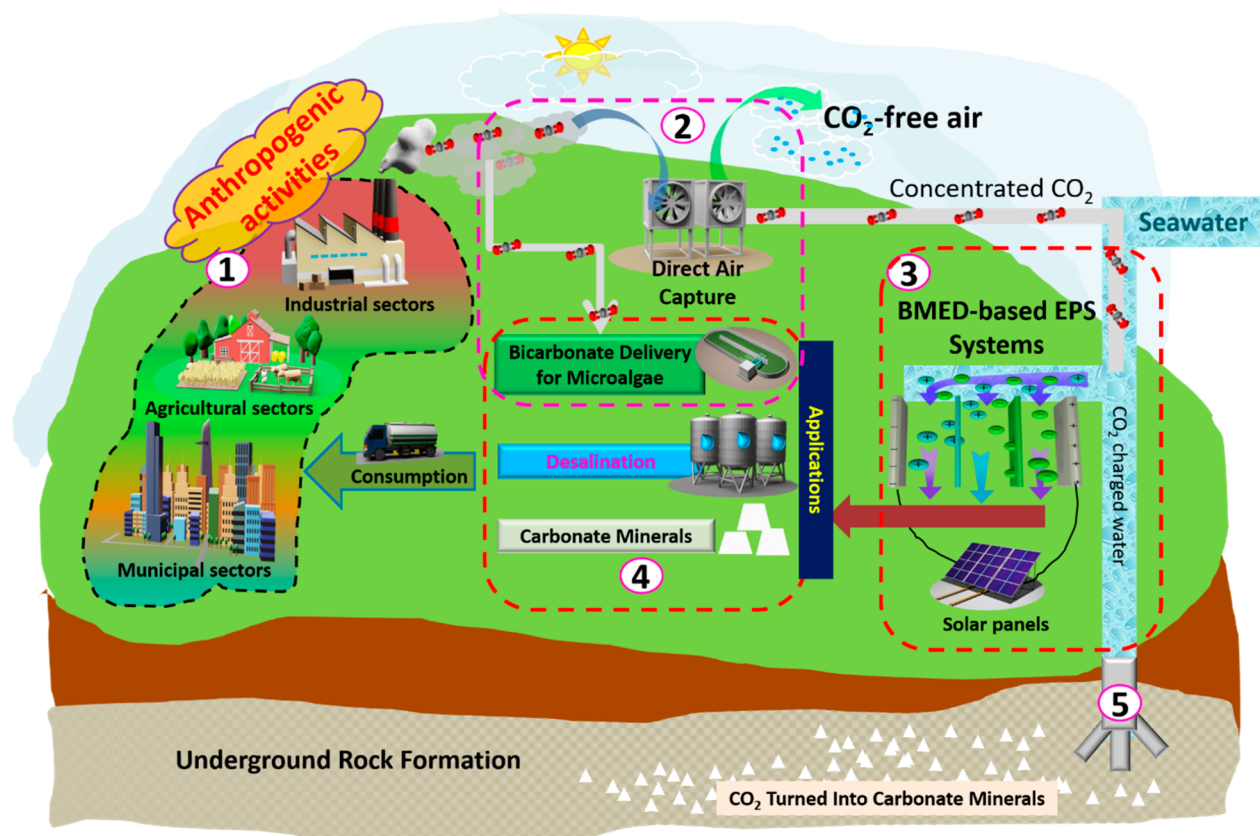 Anthropogenic
activities
1
Industrial sectors
Agricultural sectors
Municipal sectors
2
CO₂-free air
Direct Air
Capture
Concentrated CO₂
Seawater
3
BMED-based EPS
Systems
CO₂ charged water
Solar panels
Bicarbonate Delivery
for Microalgae
Desalination
Carbonate Minerals
4
Applications
Consumption
5
Underground Rock Formation
CO₂ Turned Into Carbonate Minerals